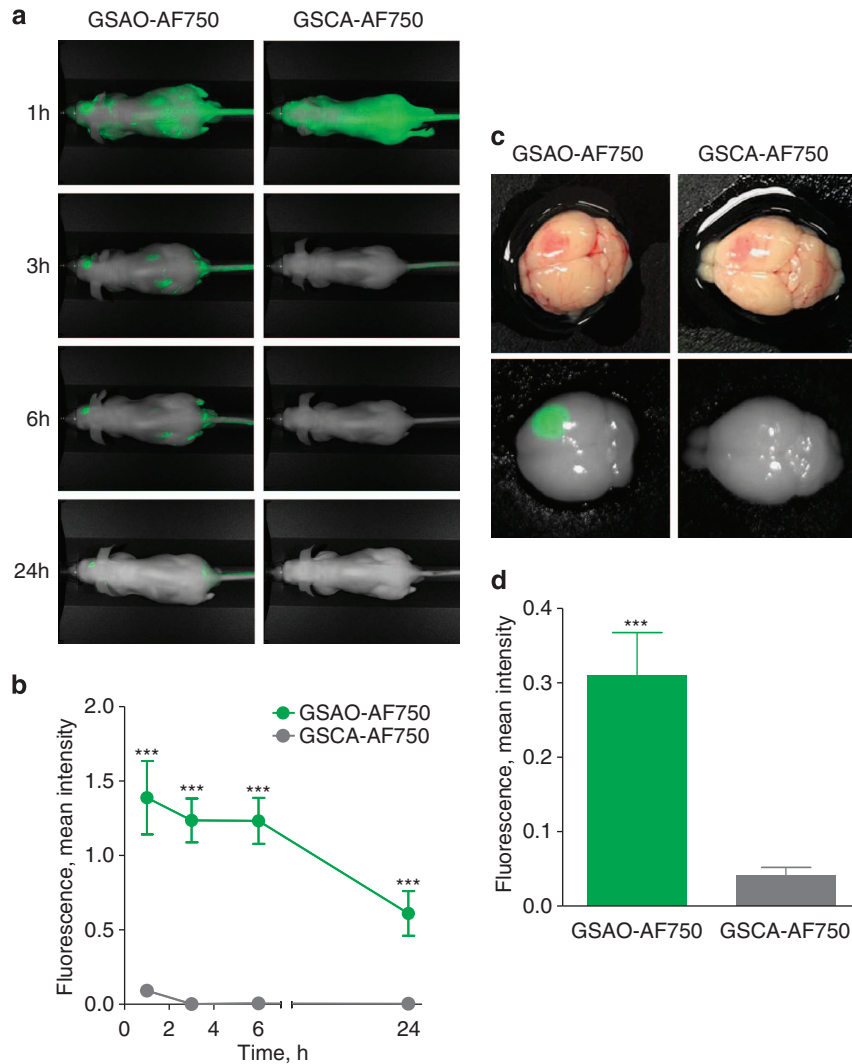 a
GSAO-AF750 GSCA-AF750
1h
3h
6h
24h
b
Fluorescence, mean intensity
2.0
1.5
1.0
0.5
0.0
GSAO-AF750
GSCA-AF750
***
***
***
***
0 2 4 6 24
Time, h
c
GSAO-AF750 GSCA-AF750
d
Fluorescence, mean intensity
0.4
0.3
0.2
0.1
0.0
***
GSAO-AF750 GSCA-AF750